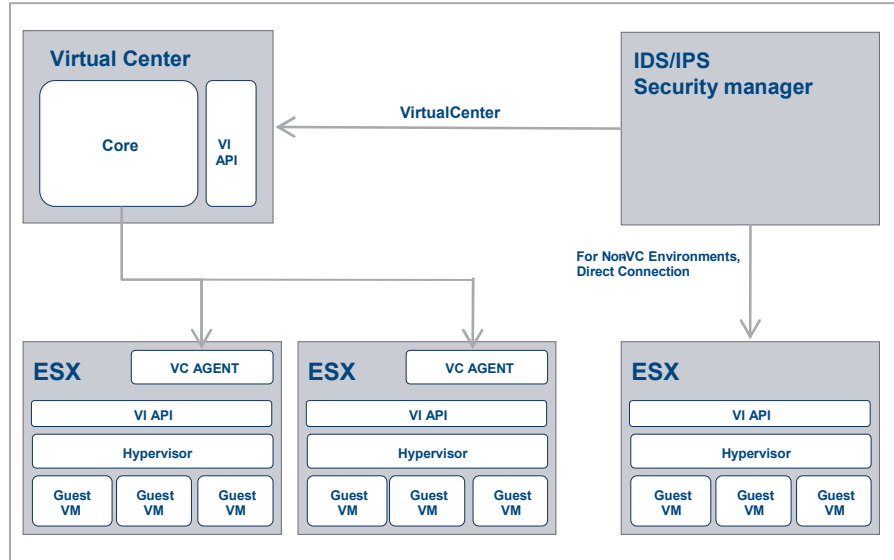 Virtual Center
Core
VI
API
VirtualCenter
IDS/IPS
Security manager
For NonVC Environments,
Direct Connection
ESX
VC AGENT
VI API
Hypervisor
Guest
VM
Guest
VM
Guest
VM
ESX
VC AGENT
VI API
Hypervisor
Guest
VM
Guest
VM
Guest
VM
ESX
VI API
Hypervisor
Guest
VM
Guest
VM
Guest
VM